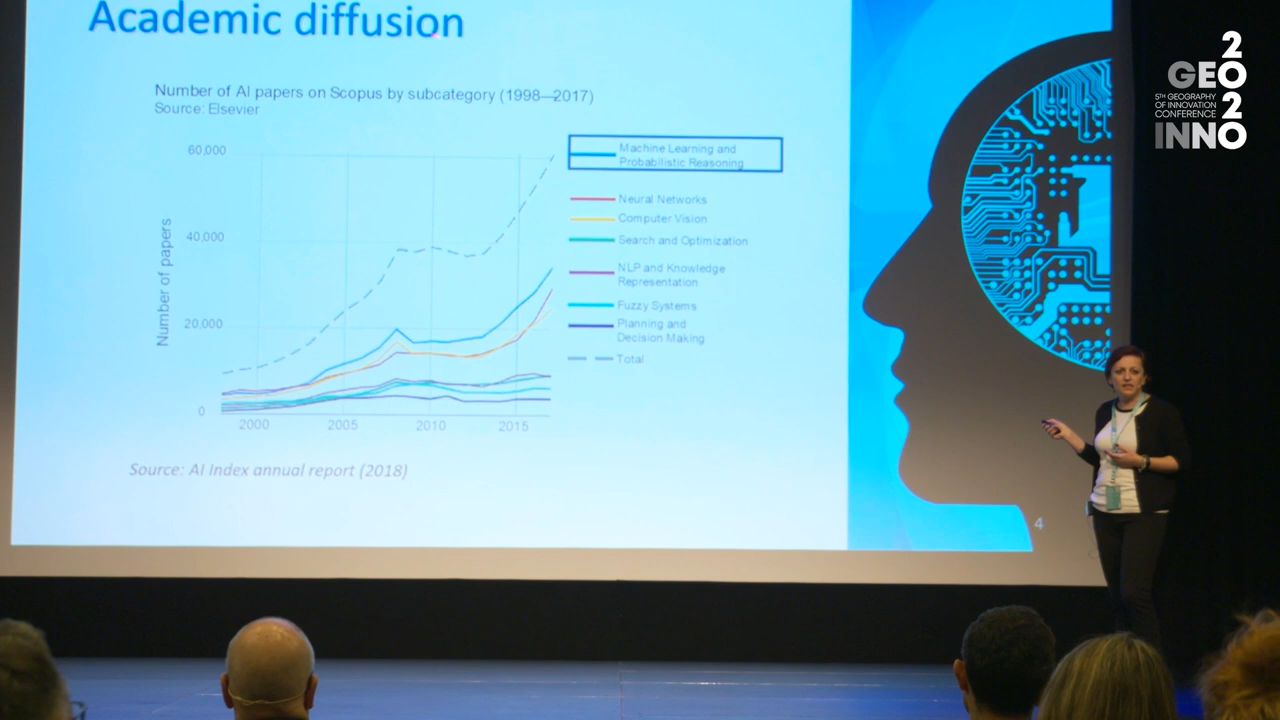 Academic diffusion
Number of AI papers on Scopus by subcategory (1998—2017)
Source: Elsevier
60,000
40,000
20,000
0
Number of papers
2000
2005
2010
2015
Machine Learning and
Probabilistic Reasoning
Neural Networks
Computer Vision
Search and Optimization
NLP and Knowledge
Representation
Fuzzy Systems
Planning and
Decision Making
Total
Source: AI Index annual report (2018)
4
2
GEO
5TH GEOGRAPHY
OF INNOVATION
CONFERENCE
2
INNO